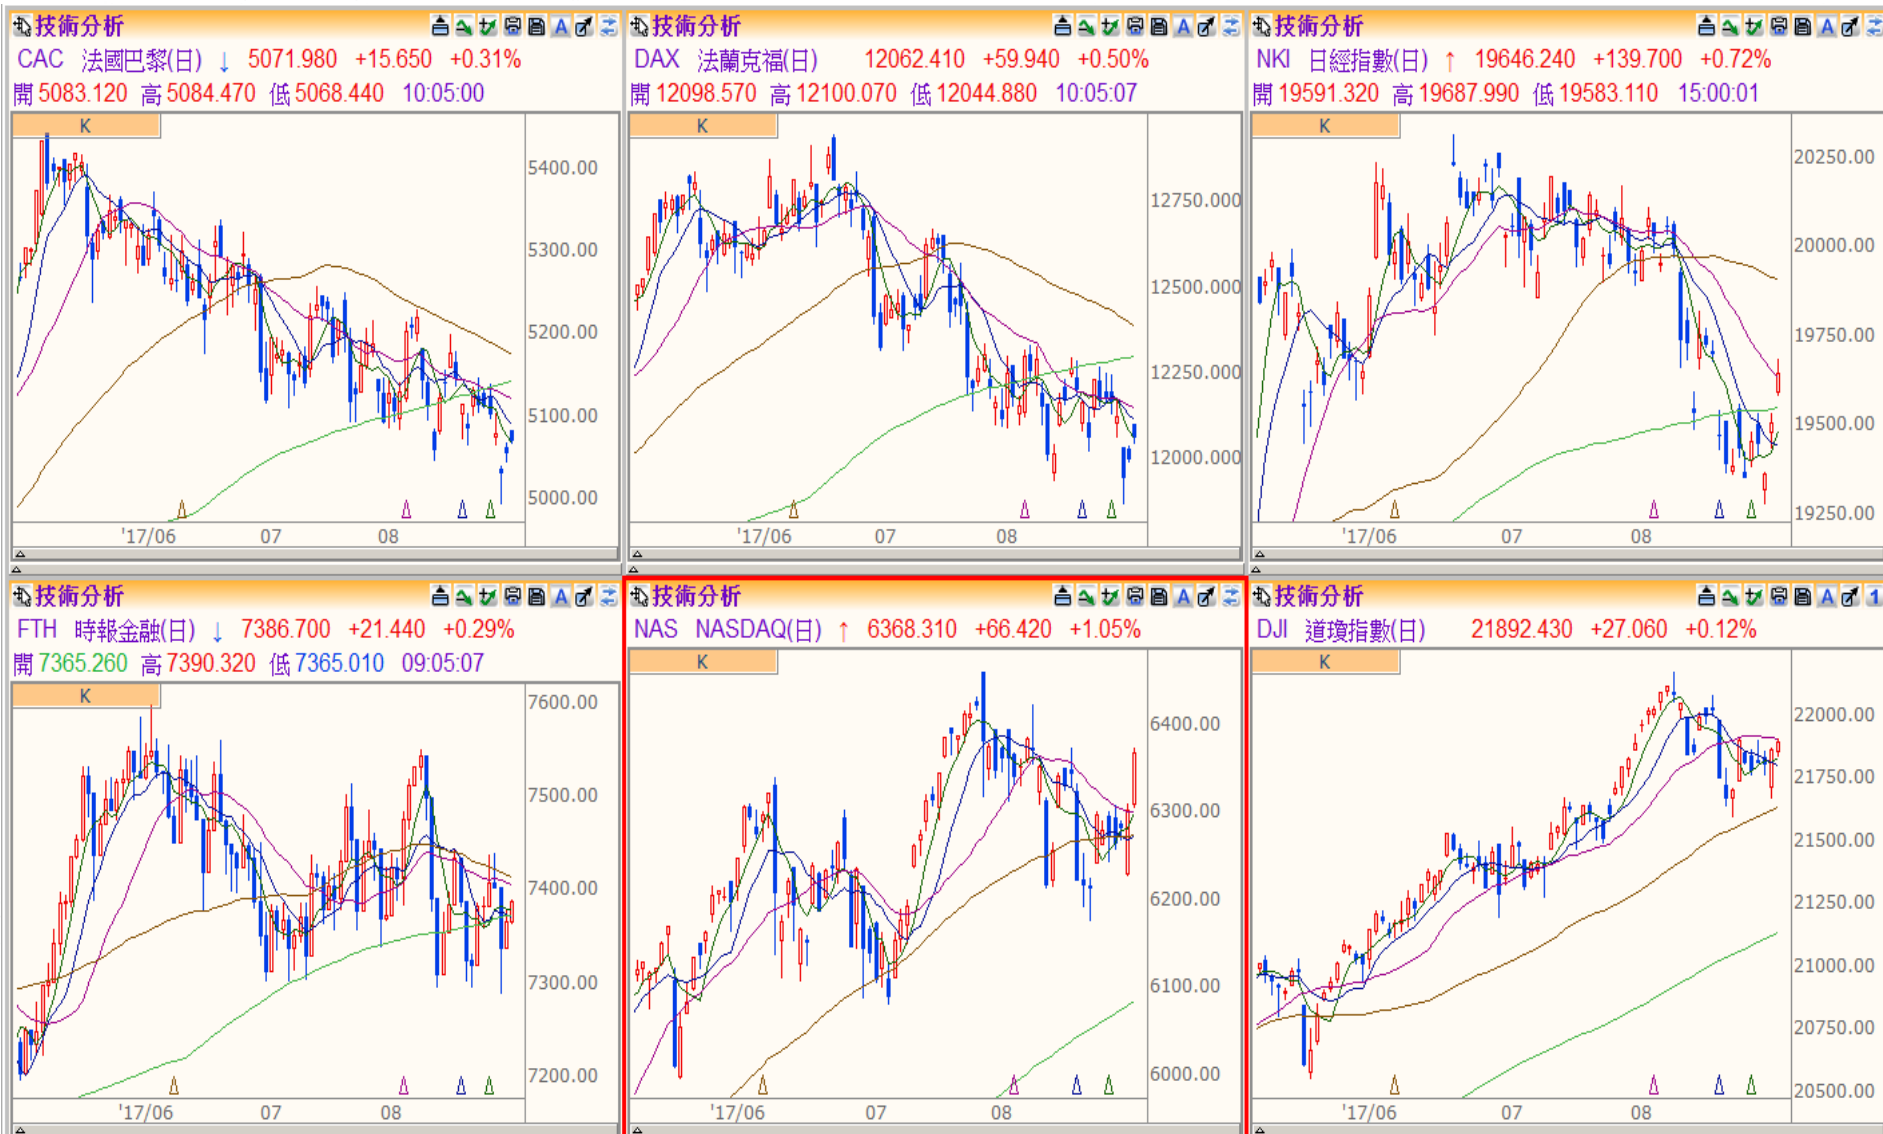 技術分析
CAC 法國巴黎(日) ↓ 5071.980 +15.650 +0.31%
開 5083.120 高 5084.470 低 5068.440 10:05:00
K
5400.00
5300.00
5200.00
5100.00
5000.00
'17/06 07 08
技術分析
DAX 法蘭克福(日) 12062.410 +59.940 +0.50%
開 12098.570 高 12100.070 低 12044.880 10:05:07
K
12750.000
12500.000
12250.000
12000.000
'17/06 07 08
技術分析
NKI 日經指數(日) ↑ 19646.240 +139.700 +0.72%
開 19591.320 高 19687.990 低 19583.110 15:00:01
K
20250.00
20000.00
19750.00
19500.00
19250.00
'17/06 07 08
技術分析
FTH 時報金融(日) ↓ 7386.700 +21.440 +0.29%
開 7365.260 高 7390.320 低 7365.010 09:05:07
K
7600.00
7500.00
7400.00
7300.00
7200.00
'17/06 07 08
技術分析
NAS NASDAQ(日) ↑ 6368.310 +66.420 +1.05%
K
6400.00
6300.00
6200.00
6100.00
6000.00
'17/06 07 08
技術分析
DJI 道瓊指數(日) 21892.430 +27.060 +0.12%
K
22000.00
21750.00
21500.00
21250.00
21000.00
20750.00
20500.00
'17/06 07 08